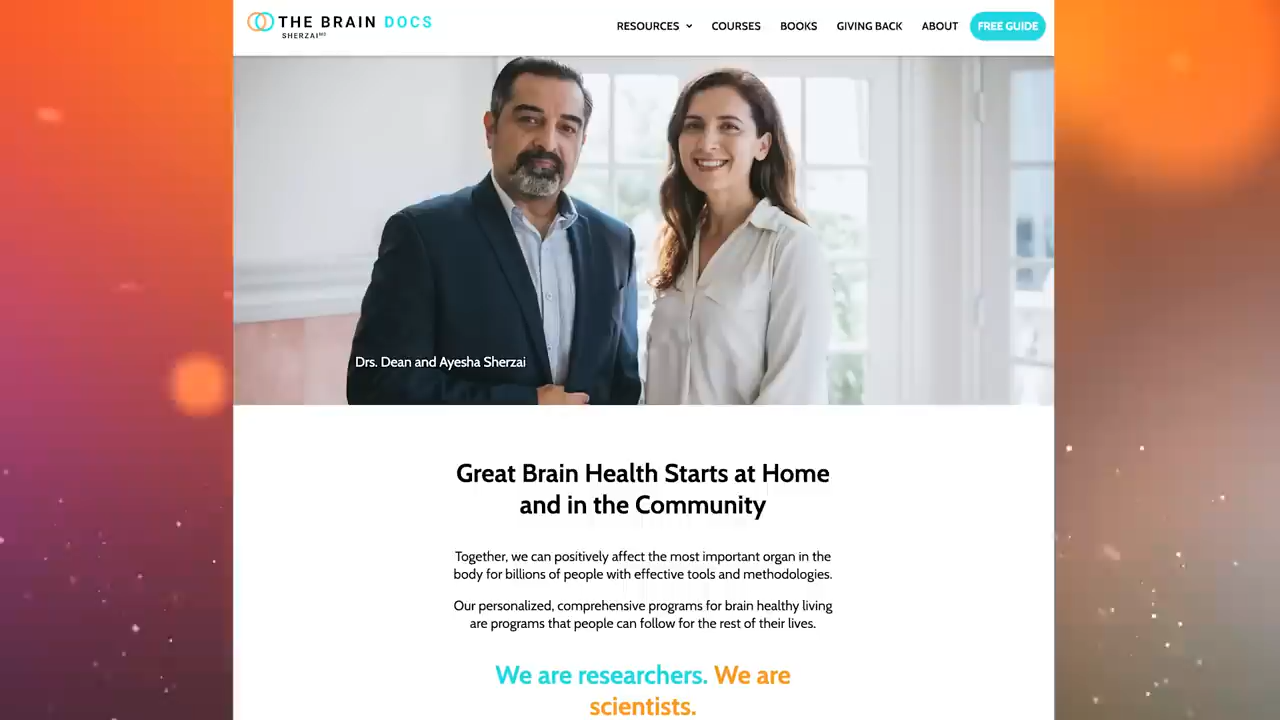 THE BRAIN DOCS
SHERZAI MD
RESOURCES COURSES BOOKS GIVING BACK ABOUT FREE GUIDE
Drs. Dean and Ayesha Sherzai
Great Brain Health Starts at Home
and in the Community
Together, we can positively affect the most important organ in the
body for billions of people with effective tools and methodologies.
Our personalized, comprehensive programs for brain healthy living
are programs that people can follow for the rest of their lives.
We are researchers. We are
scientists.